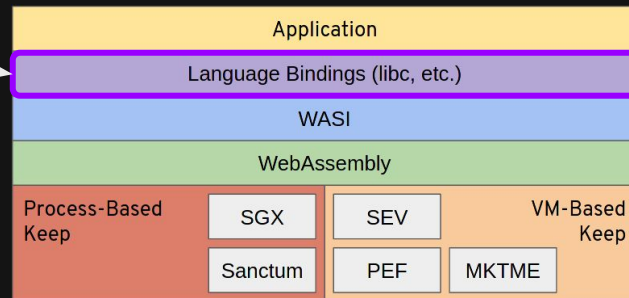 Application
Language Bindings (libc, etc.)
WASI
WebAssembly
Process-Based
Keep
SGX
Sanctum
SEV
PEF
MKTME
VM-Based
Keep